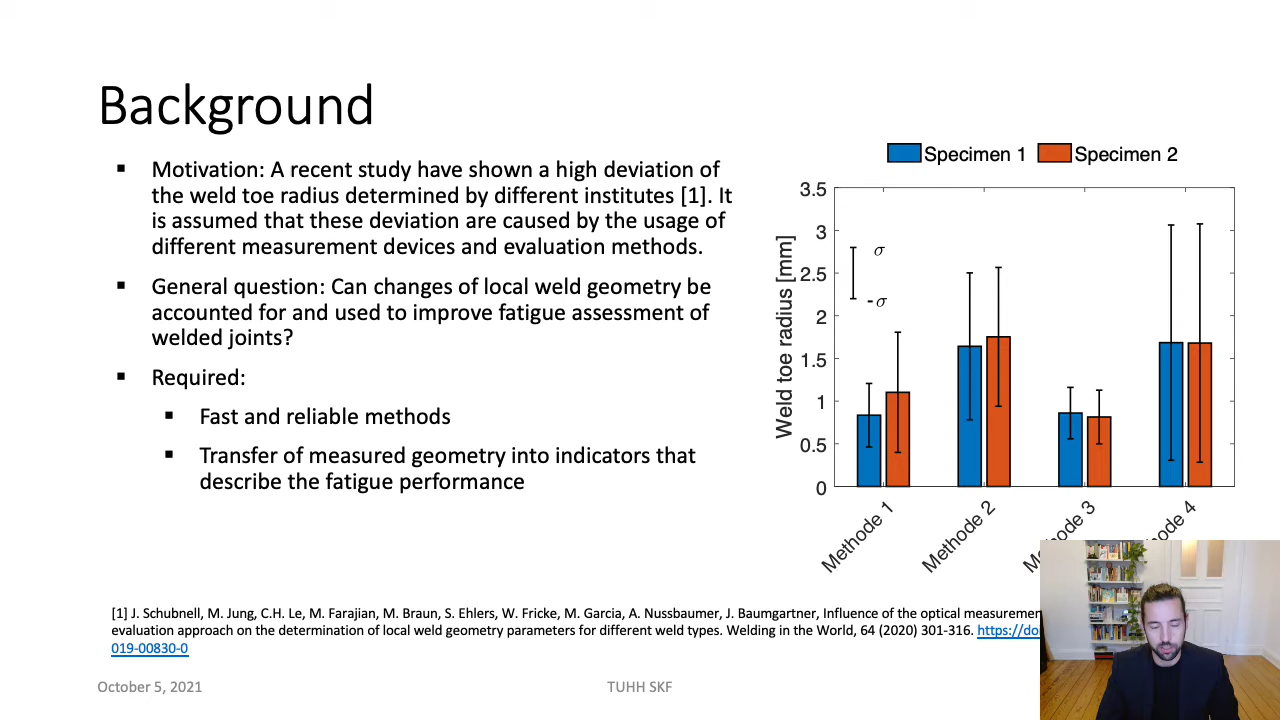 Background
▪ Motivation: A recent study have shown a high deviation of
the weld toe radius determined by different institutes [1]. It
is assumed that these deviation are caused by the usage of
different measurement devices and evaluation methods.
▪ General question: Can changes of local weld geometry be
accounted for and used to improve fatigue assessment of
welded joints?
▪ Required:
▪ Fast and reliable methods
▪ Transfer of measured geometry into indicators that
describe the fatigue performance
Specimen 1 Specimen 2
Weld toe radius [mm]
3.5
3
2.5
2
1.5
1
0.5
0
σ
-σ
Methode 1
Methode 2
[1] J. Schubnell, M. Jung, C.H. Le, M. Farajian, M. Braun, S. Ehlers, W. Fricke, M. Garcia, A. Nussbaumer, J. Baumgartner, Influence of the optical measuremen
evaluation approach on the determination of local weld geometry parameters for different weld types. Welding in the World, 64 (2020) 301-316. https://do
019-00830-0
October 5, 2021
TUHH SKF